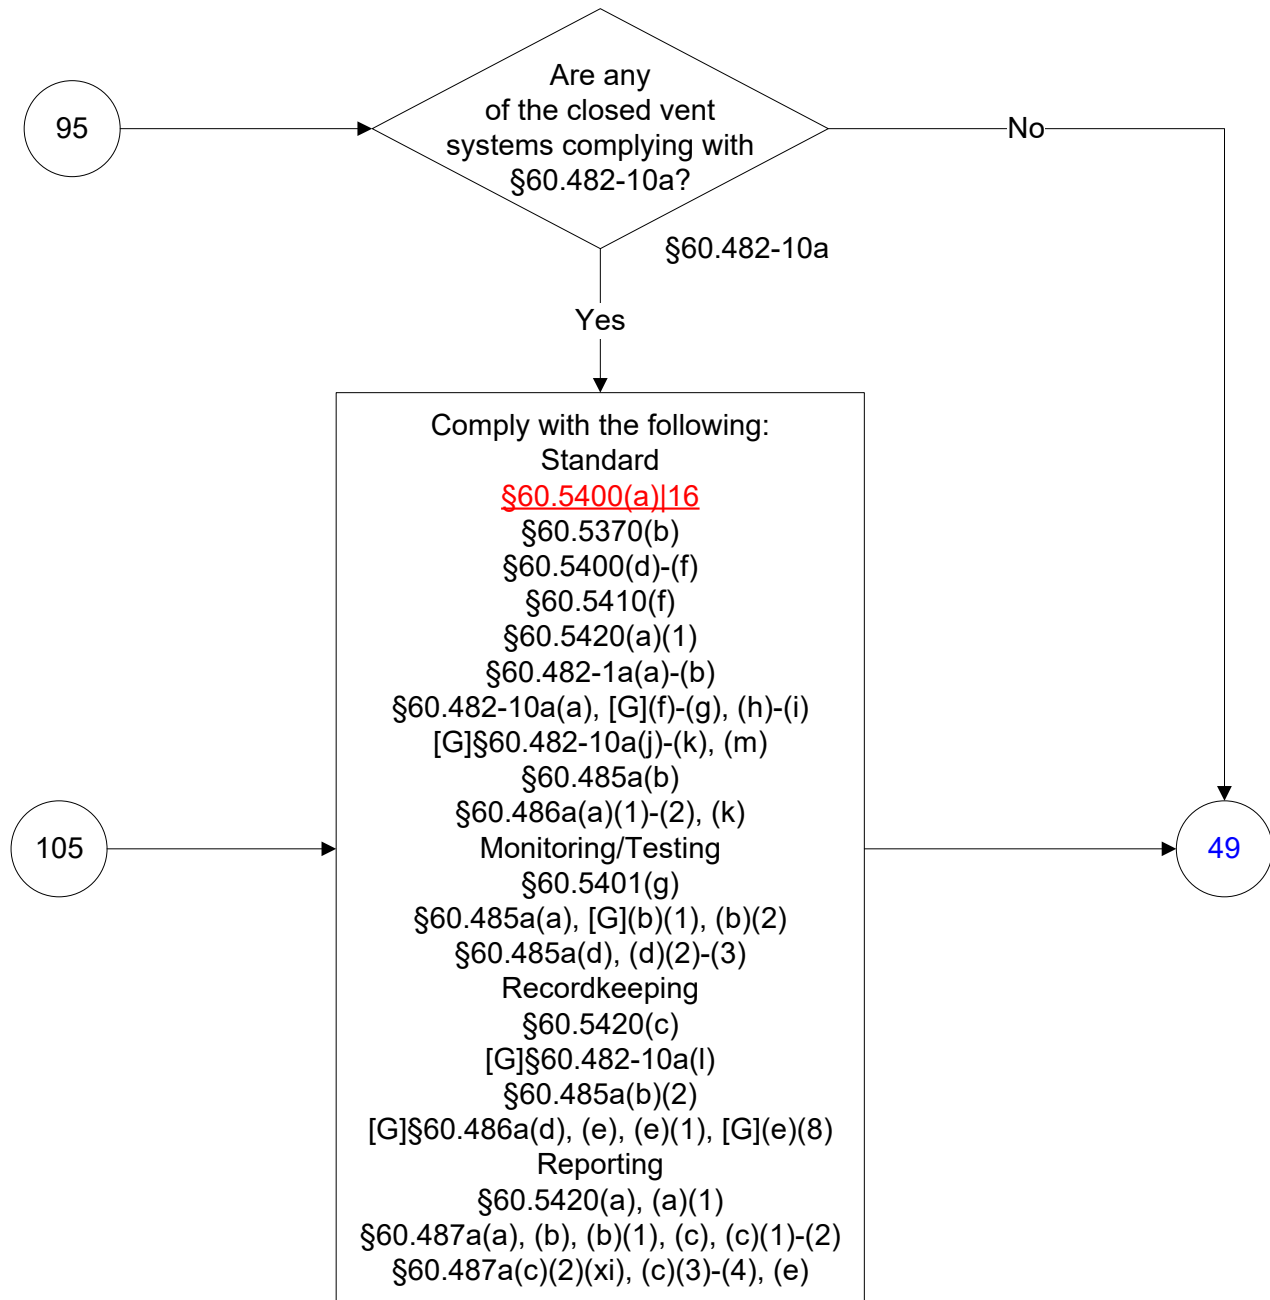 Are any
of the closed vent
systems complying with
§60.482-10a?
95
No
§60.482-10a
Yes
Comply with the following:
Standard
§60.5400(a)|16
§60.5370(b)
§60.5400(d)-(f)
§60.5410(f)
§60.5420(a)(1)
§60.482-1a(a)-(b)
§60.482-10a(a), [G](f)-(g), (h)-(i)
[G]§60.482-10a(j)-(k), (m)
§60.485a(b)
§60.486a(a)(1)-(2), (k)
Monitoring/Testing
105
49
§60.5401(g)
§60.485a(a), [G](b)(1), (b)(2)
§60.485a(d), (d)(2)-(3)
Recordkeeping
§60.5420(c)
[G]§60.482-10a(l)
§60.485a(b)(2)
[G]§60.486a(d), (e), (e)(1), [G](e)(8)
Reporting
§60.5420(a), (a)(1)
§60.487a(a), (b), (b)(1), (c), (c)(1)-(2)
§60.487a(c)(2)(xi), (c)(3)-(4), (e)